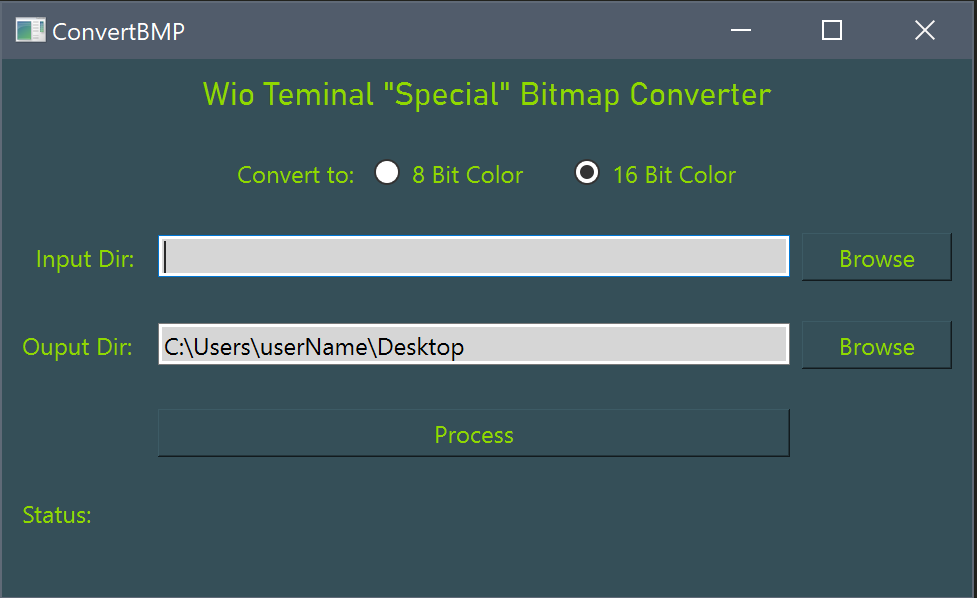 ConvertBMP
Wio Teminal "Special" Bitmap Converter
Convert to: 8 Bit Color 16 Bit Color
Input Dir: Browse
Ouput Dir: C:\Users\userName\Desktop Browse
Process
Status: